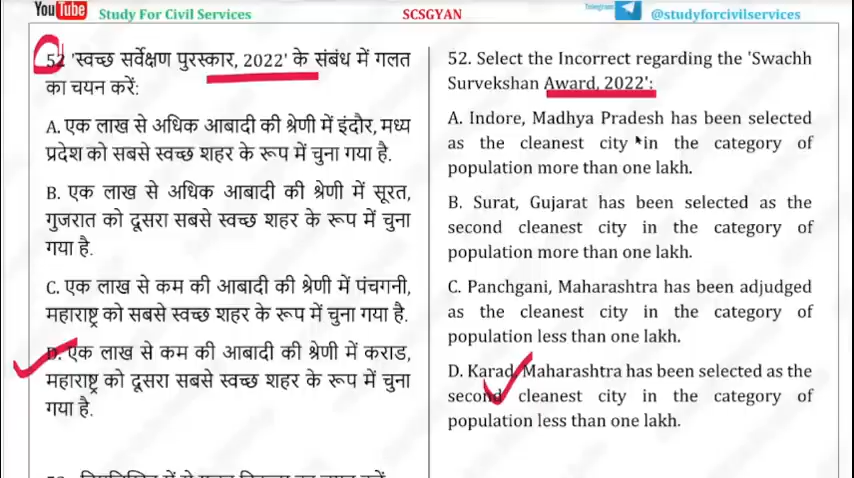 YouTube Study For Civil Services SCSGYAN Telegram @studyforcivilservices
52 'स्वच्छ सर्वेक्षण पुरस्कार, 2022' के संबंध में गलत
का चयन करें:
A. एक लाख से अधिक आबादी की श्रेणी में इंदौर, मध्य
प्रदेश को सबसे स्वच्छ शहर के रूप में चुना गया है.
B. एक लाख से अधिक आबादी की श्रेणी में सूरत,
गुजरात को दूसरा सबसे स्वच्छ शहर के रूप में चुना
गया है.
C. एक लाख से कम की आबादी की श्रेणी में पंचगनी,
महाराष्ट्र को सबसे स्वच्छ शहर के रूप में चुना गया है.
D. एक लाख से कम की आबादी की श्रेणी में कराड,
महाराष्ट्र को दूसरा सबसे स्वच्छ शहर के रूप में चुना
गया है.
52. Select the Incorrect regarding the 'Swachh
Survekshan Award, 2022':
A. Indore, Madhya Pradesh has been selected
as the cleanest city in the category of
population more than one lakh.
B. Surat, Gujarat has been selected as the
second cleanest city in the category of
population more than one lakh.
C. Panchgani, Maharashtra has been adjudged
as the cleanest city in the category of
population less than one lakh.
D. Karad, Maharashtra has been selected as the
second cleanest city in the category of
population less than one lakh.